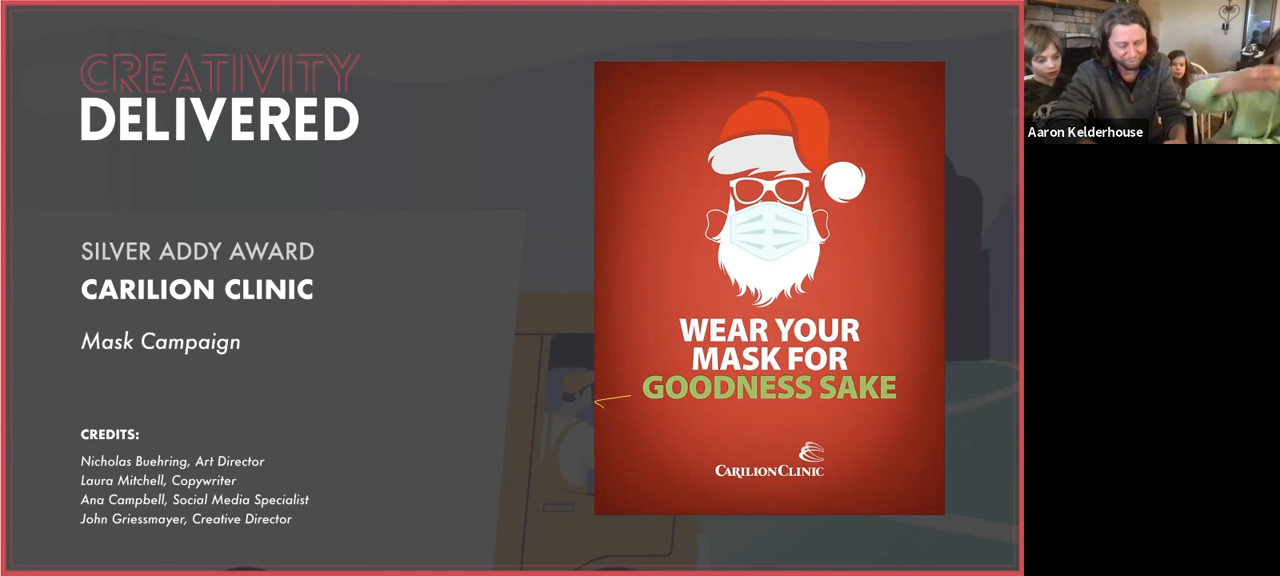 CREATIVITY
DELIVERED
SILVER ADDY AWARD
CARILION CLINIC
Mask Campaign
CREDITS:
Nicholas Buehring, Art Director
Laura Mitchell, Copywriter
Ana Campbell, Social Media Specialist
John Griessmayer, Creative Director
WEAR YOUR
MASK FOR
GOODNESS SAKE
CARILION CLINIC
Aaron Kelderhouse